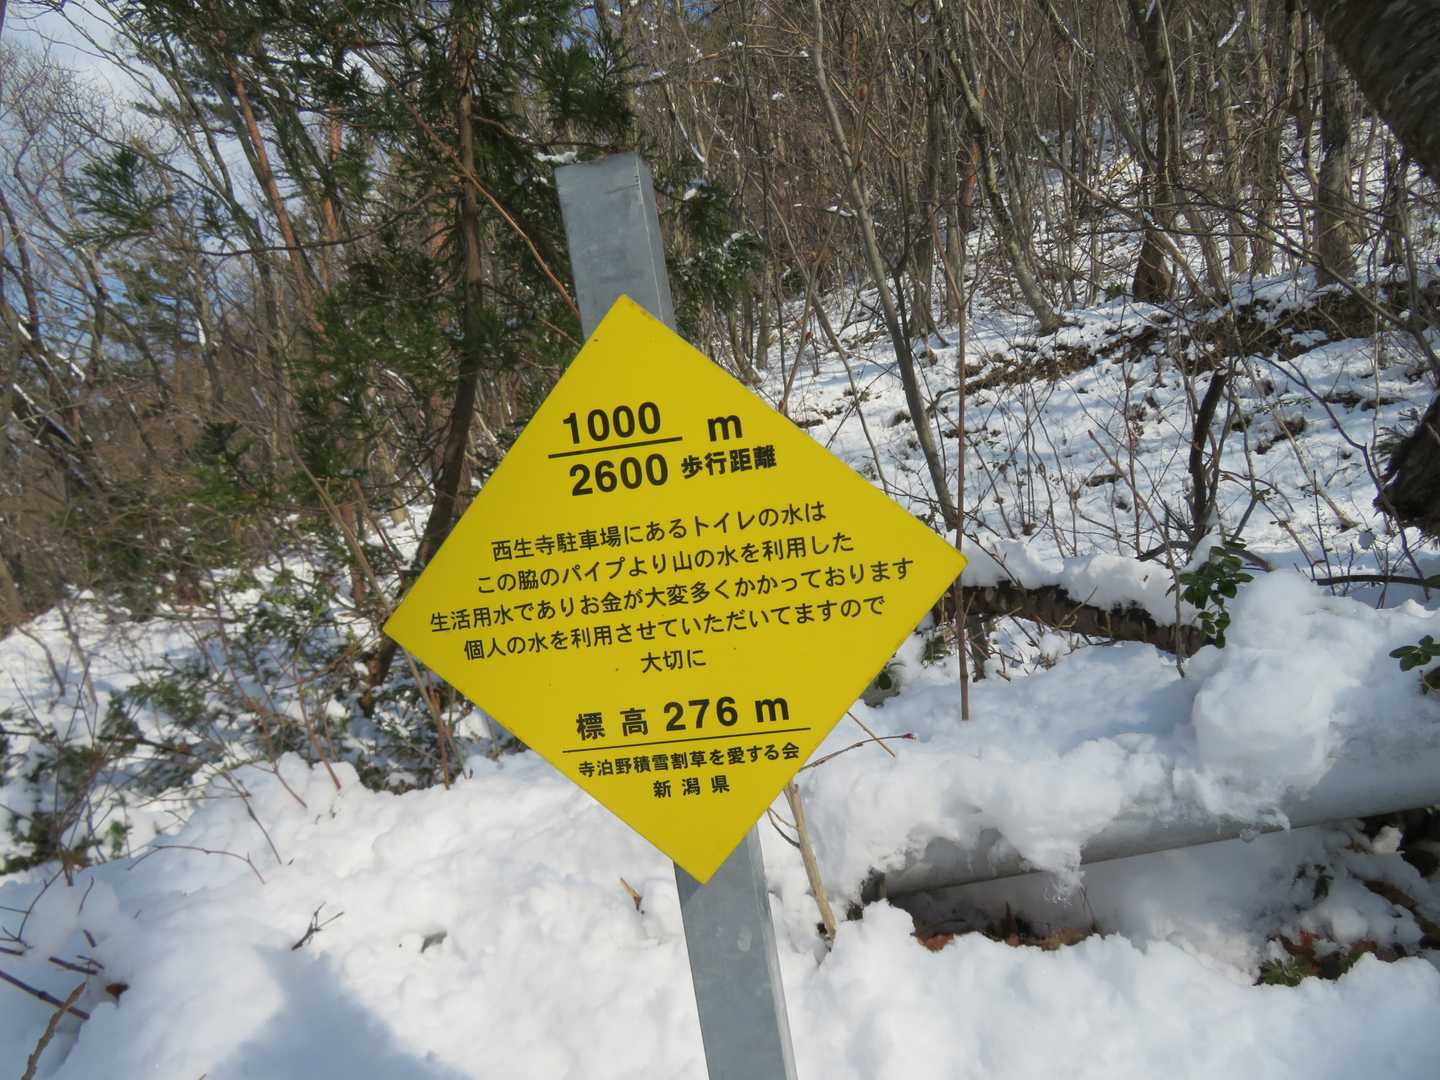 1000 m
2600 歩行距離
西生寺駐車場にあるトイレの水は
この脇のパイプより山の水を利用した
生活用水でありお金が大変多くかかっております
個人の水を利用させていただいてますので
大切に
標高 276 m
寺泊野積雪割草を愛する会
新潟県